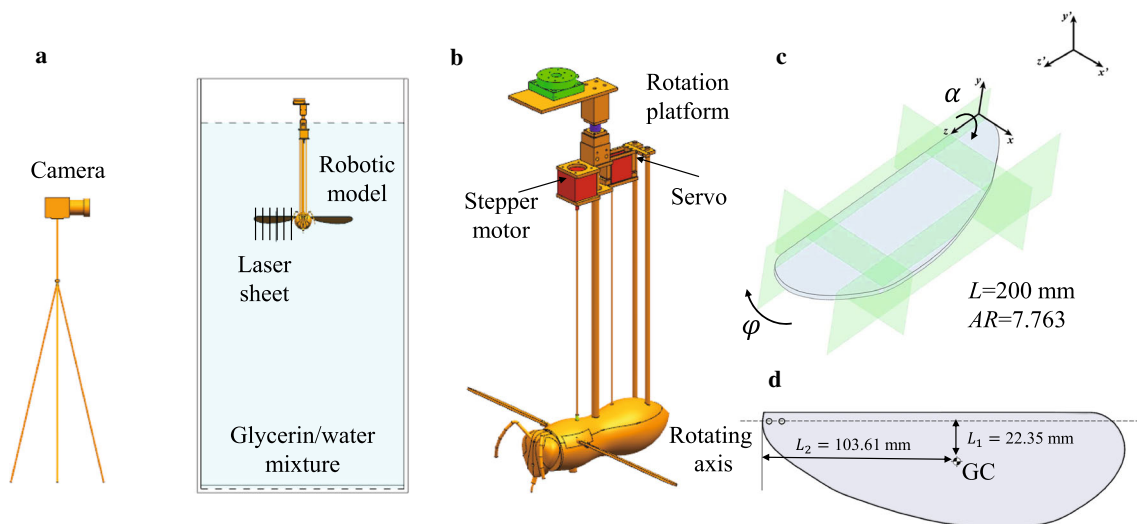 a
Camera
Robotic
model
Laser
sheet
Glycerin/water
mixture
b
Rotation
platform
Stepper
motor
Servo
c
y'
z'
x'
α
y
z
x
φ
L=200 mm
AR=7.763
d
Rotating
axis
L₂ = 103.61 mm
L₁ = 22.35 mm
GC